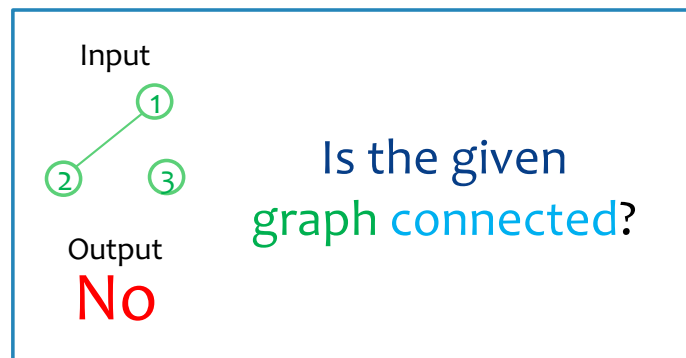 Input
1
2
3
Output
No
Is the given
graph connected?